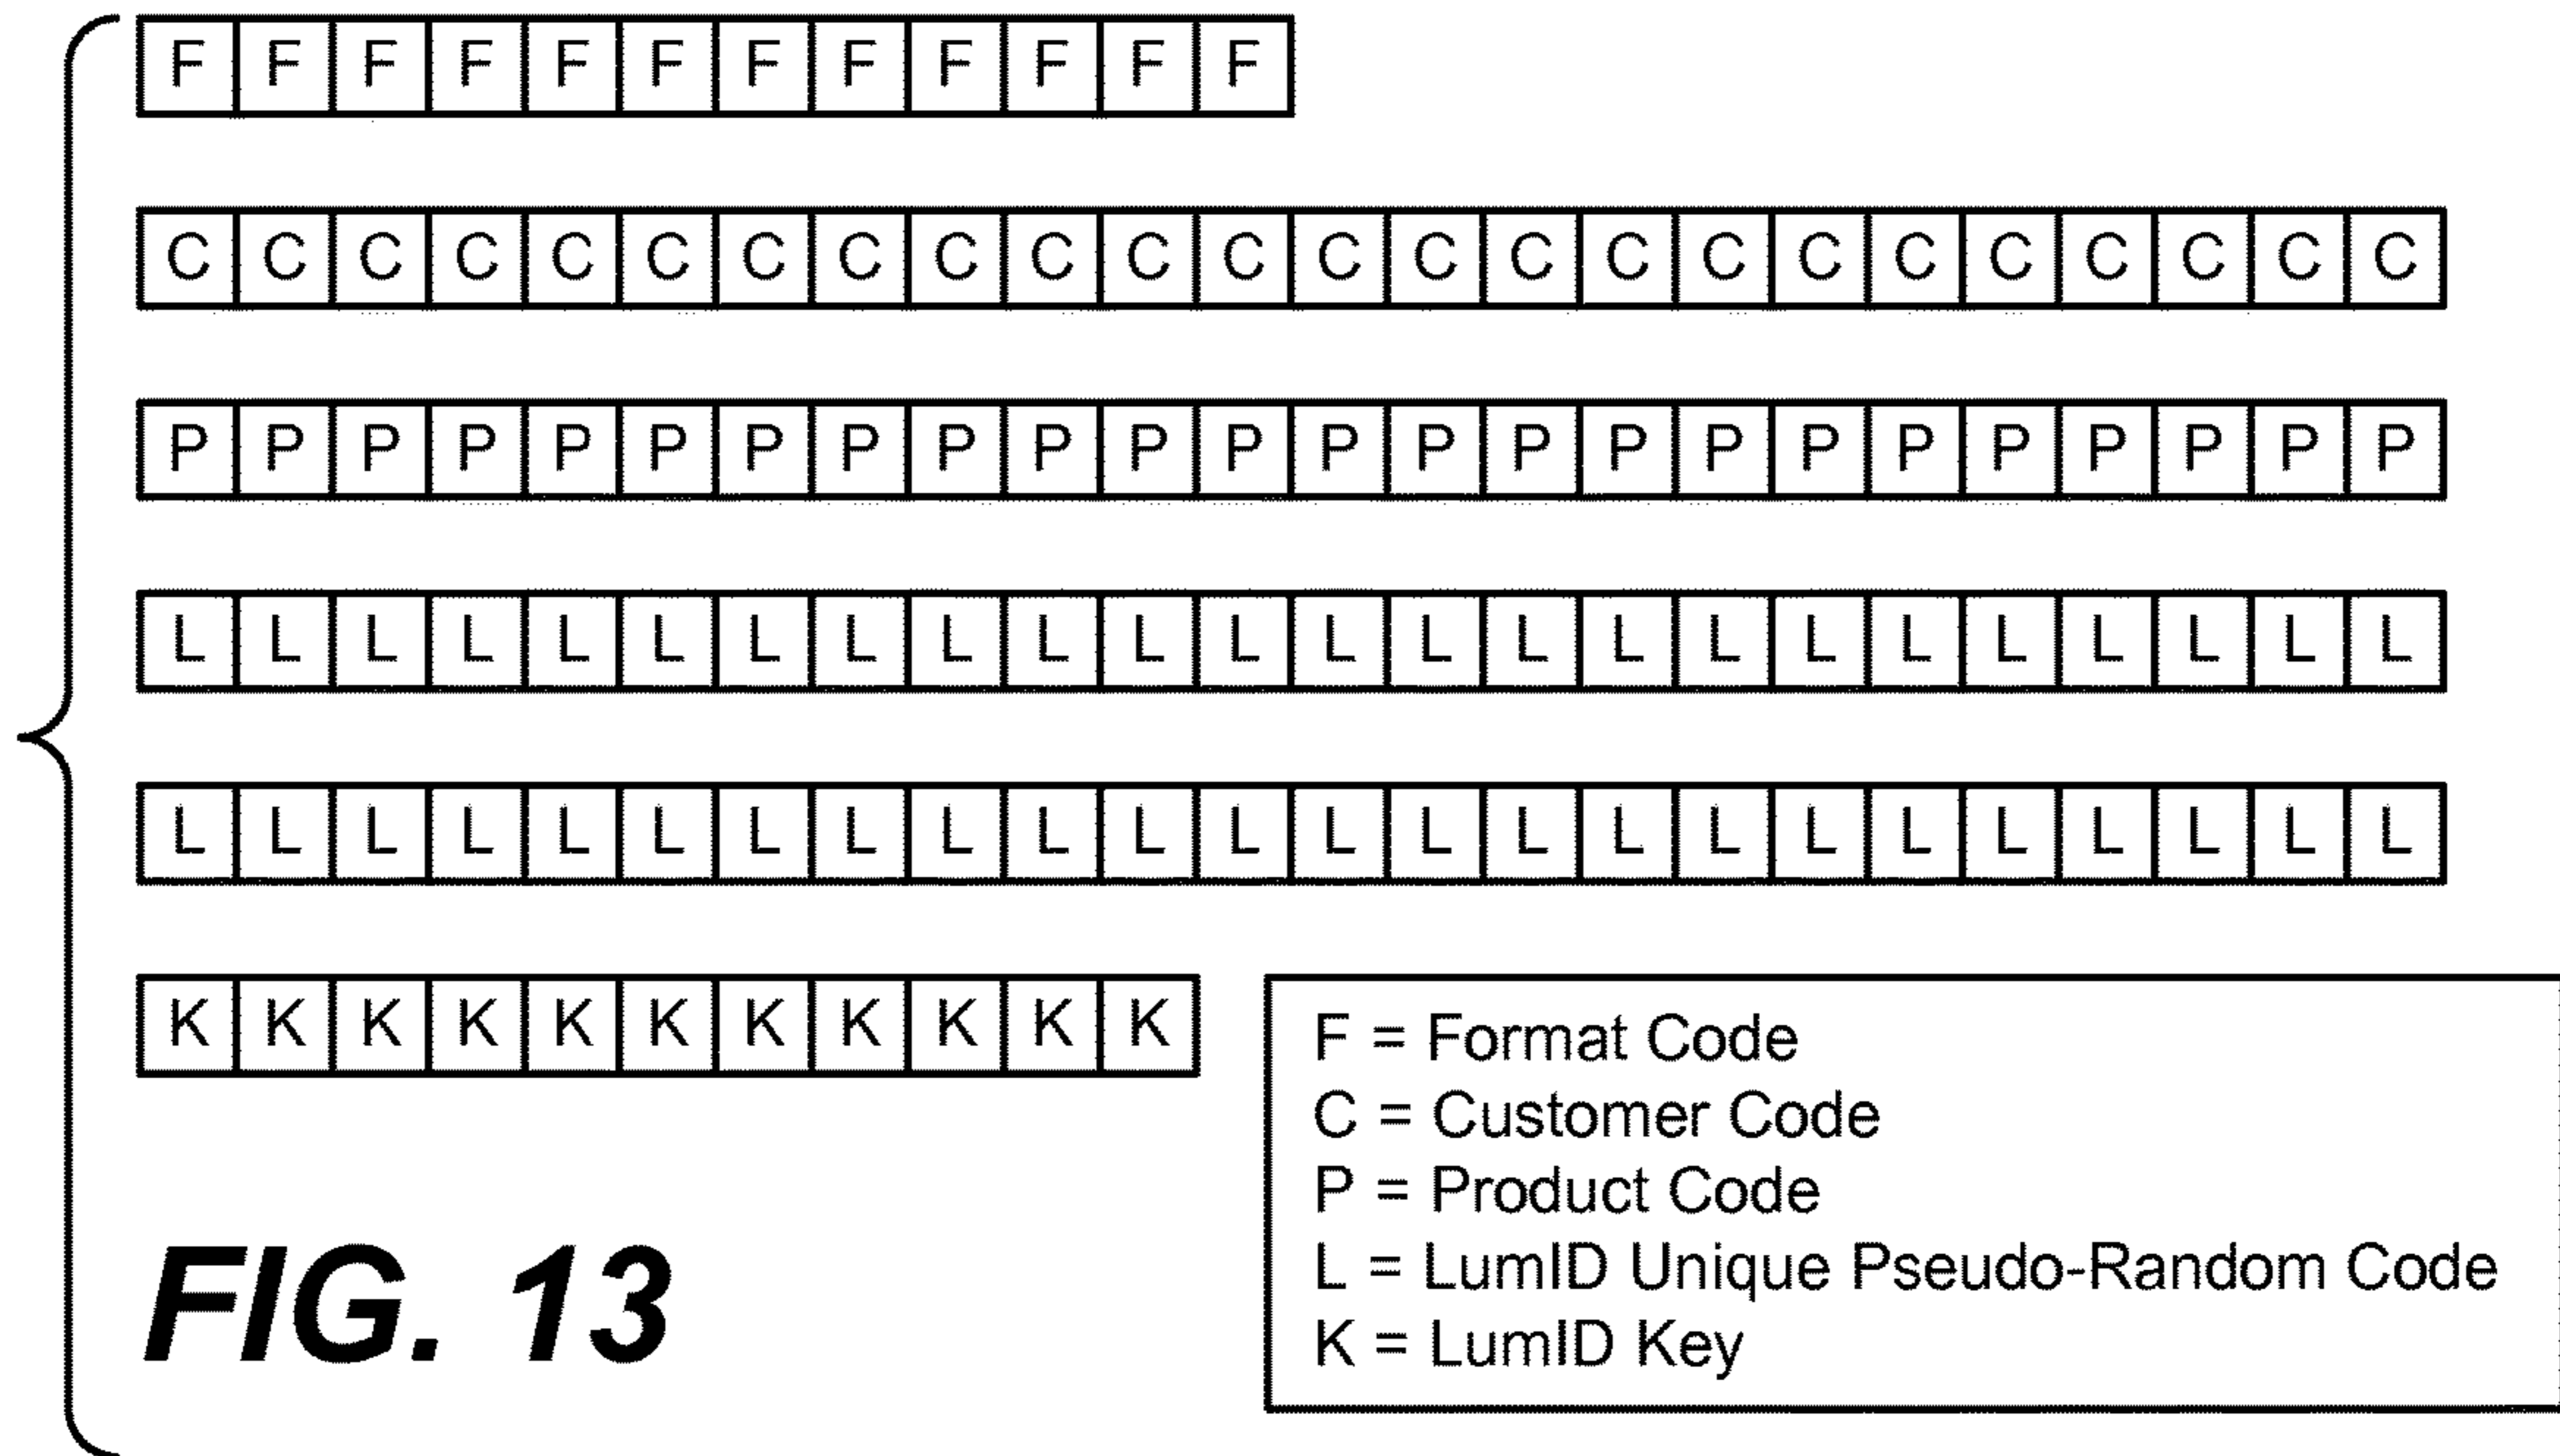 F F F F F F F F F F F F
C C C C C C C C C C C C C C C C C C C C C C C C
P P P P P P P P P P P P P P P P P P P P P P P P
L L L L L L L L L L L L L L L L L L L L L L L L
L L L L L L L L L L L L L L L L L L L L L L L L
K K K K K K K K K K K
F = Format Code
C = Customer Code
P = Product Code
L = LumID Unique Pseudo-Random Code
K = LumID Key
FIG. 13